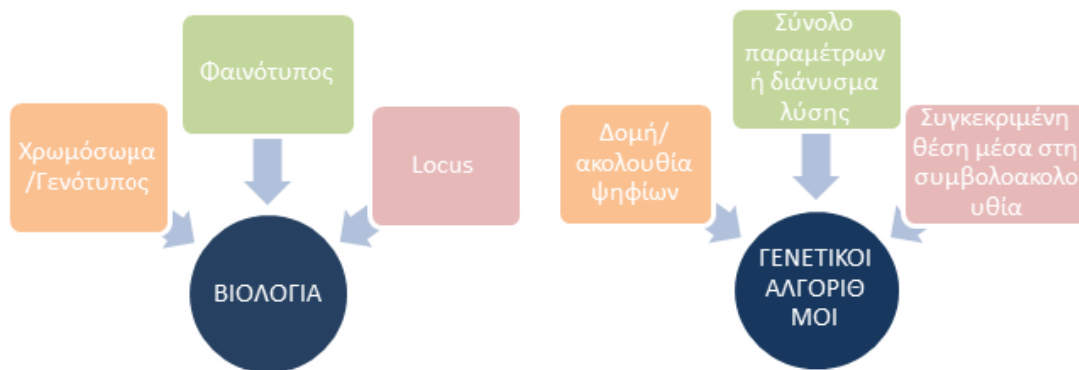 Φαινότυπος
Χρωμόσωμα
/Γενότυπος
Locus
ΒΙΟΛΟΓΙΑ
Σύνολο
παραμέτρων
ή διάνυσμα
λύσης
Δομή/
ακολουθία
ψηφίων
Συγκεκριμένη
θέση μέσα στη
συμβολοακολο
υθία
ΓΕΝΕΤΙΚΟΙ
ΑΛΓΟΡΙΘ
ΜΟΙ